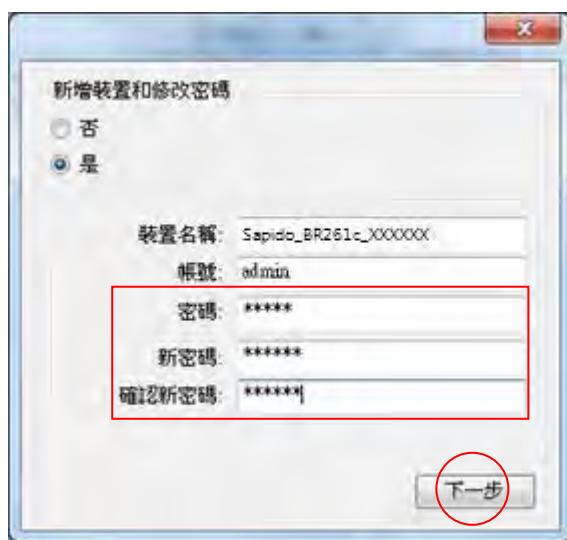 新增裝置和修改密碼
否
是
裝置名稱: Sapido_BR261c_XXXXXX
帳號: admin
密碼: *****
新密碼: ******
確認新密碼: ******
下一步